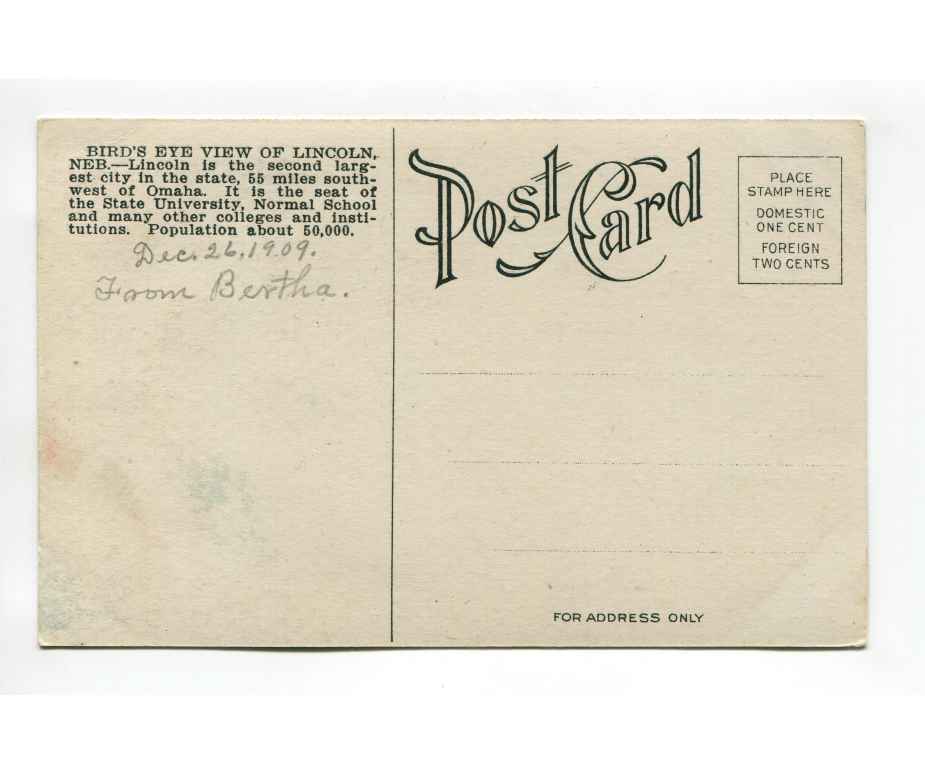 BIRD'S EYE VIEW OF LINCOLN,
NEB.—Lincoln is the second larg-
est city in the state, 55 miles south-
west of Omaha. It is the seat of
the State University, Normal School
and many other colleges and insti-
tutions. Population about 50,000.
Dec. 26, 1909.
From Bertha.
Post Card
PLACE
STAMP HERE
DOMESTIC
ONE CENT
FOREIGN
TWO CENTS
FOR ADDRESS ONLY